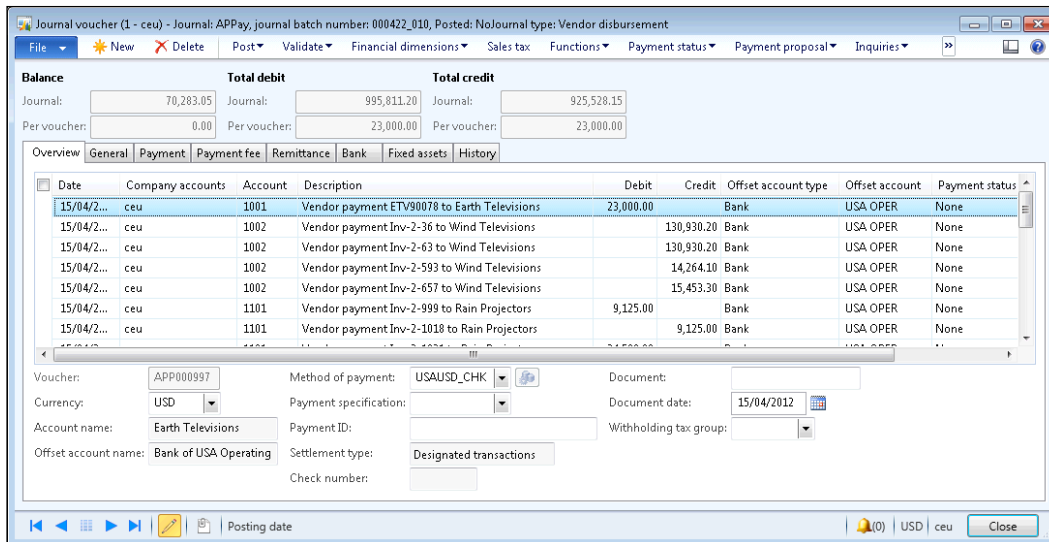 Journal voucher (1 - ceu) - Journal: APPay, journal batch number: 000422_010, Posted: NoJournal type: Vendor disbursement
File New Delete Post Validate Financial dimensions Sales tax Functions Payment status Payment proposal Inquiries »
Balance Total debit Total credit
Journal: 70,283.05 Journal: 995,811.20 Journal: 925,528.15
Per voucher: 0.00 Per voucher: 23,000.00 Per voucher: 23,000.00
Overview General Payment Payment fee Remittance Bank Fixed assets History
Date Company accounts Account Description Debit Credit Offset account type Offset account Payment status
15/04/2... ceu 1001 Vendor payment ETV90078 to Earth Televisions 23,000.00 Bank USA OPER None
15/04/2... ceu 1002 Vendor payment Inv-2-36 to Wind Televisions 130,930.20 Bank USA OPER None
15/04/2... ceu 1002 Vendor payment Inv-2-63 to Wind Televisions 130,930.20 Bank USA OPER None
15/04/2... ceu 1002 Vendor payment Inv-2-593 to Wind Televisions 14,264.10 Bank USA OPER None
15/04/2... ceu 1002 Vendor payment Inv-2-657 to Wind Televisions 15,453.30 Bank USA OPER None
15/04/2... ceu 1101 Vendor payment Inv-2-999 to Rain Projectors 9,125.00 Bank USA OPER None
15/04/2... ceu 1101 Vendor payment Inv-2-1018 to Rain Projectors 9,125.00 Bank USA OPER None
Voucher: APP000997 Method of payment: USAUSD_CHK Document:
Currency: USD Payment specification: Document date: 15/04/2012
Account name: Earth Televisions Payment ID: Withholding tax group:
Offset account name: Bank of USA Operating Settlement type: Designated transactions
Check number:
Posting date (0) USD ceu Close